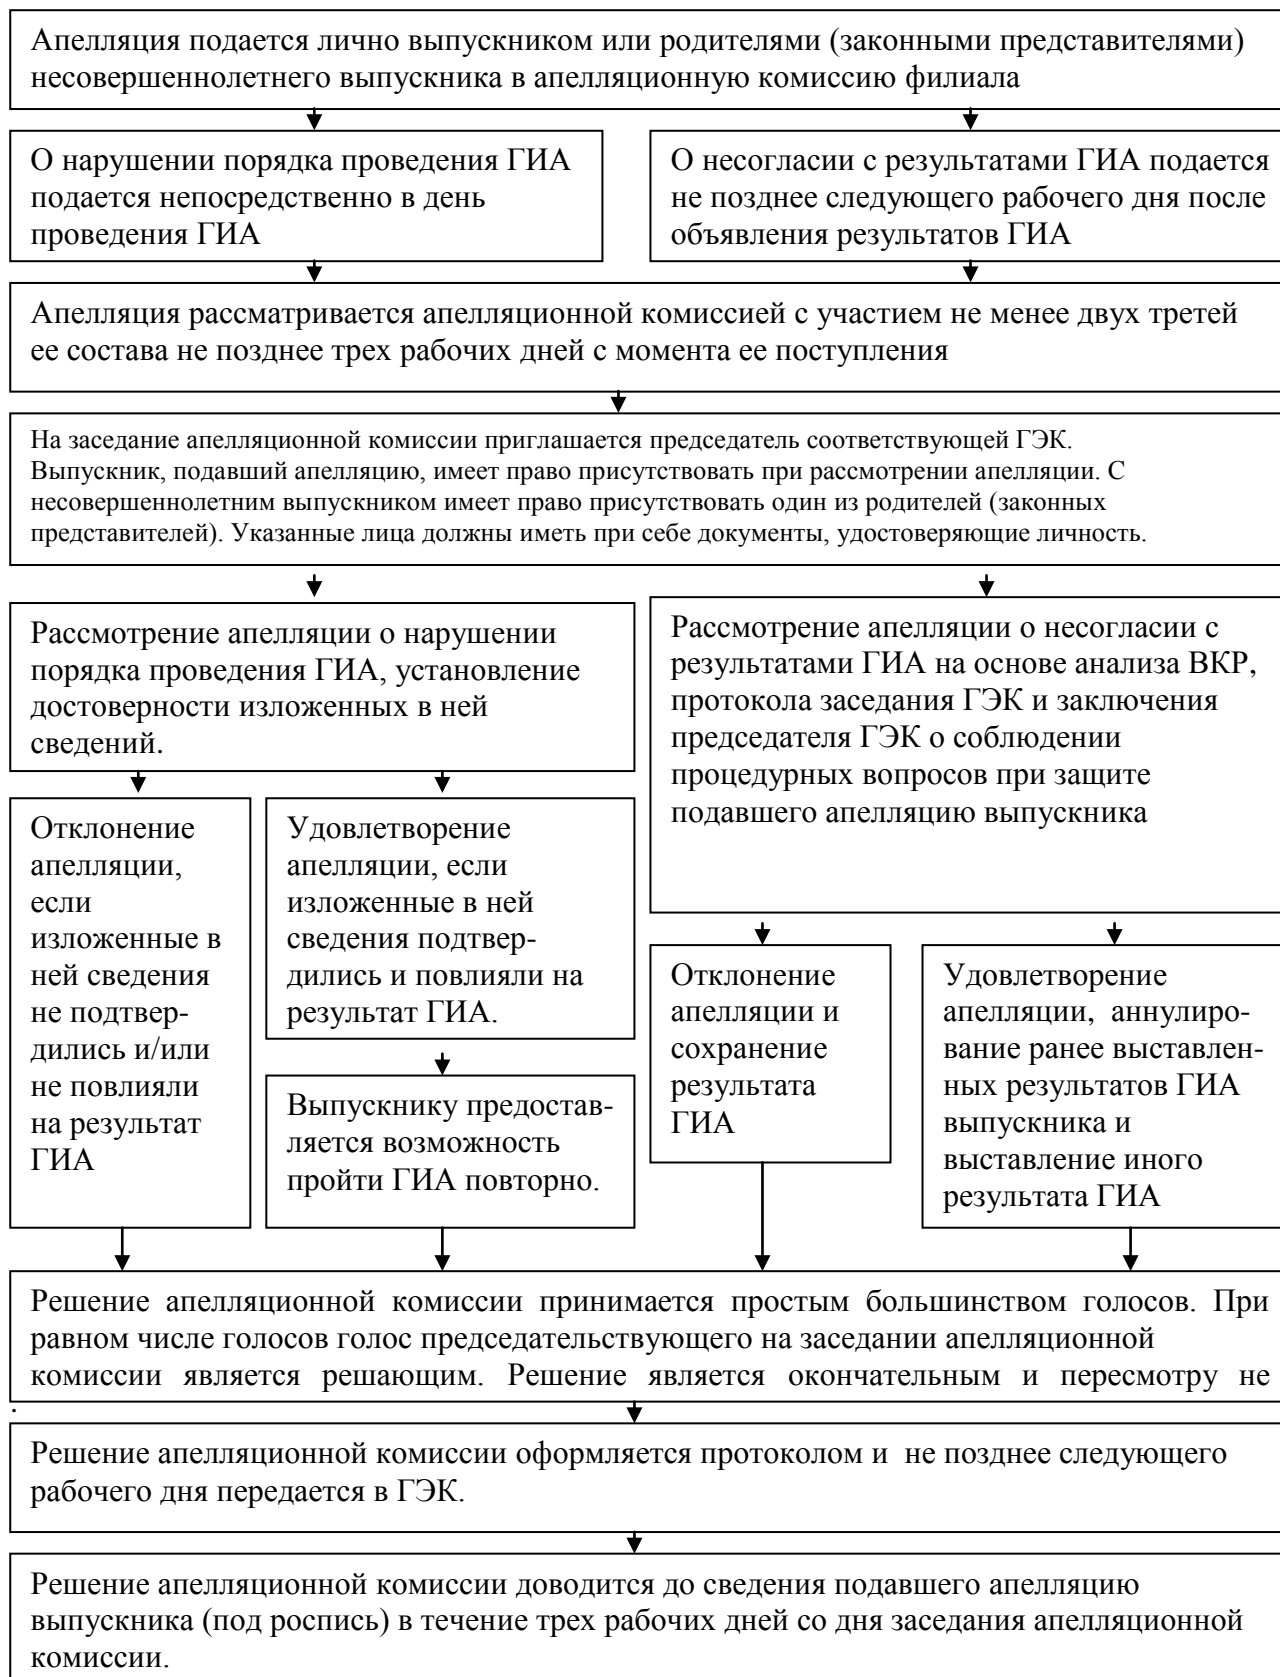 Апелляция подается лично выпускником или родителями (законными представителями)
несовершеннолетнего выпускника в апелляционную комиссию филиала
О нарушении порядка проведения ГИА
подается непосредственно в день
проведения ГИА
О несогласии с результатами ГИА подается
не позднее следующего рабочего дня после
объявления результатов ГИА
Апелляция рассматривается апелляционной комиссией с участием не менее двух третей
ее состава не позднее трех рабочих дней с момента ее поступления
На заседание апелляционной комиссии приглашается председатель соответствующей ГЭК.
Выпускник, подавший апелляцию, имеет право присутствовать при рассмотрении апелляции. С
несовершеннолетним выпускником имеет право присутствовать один из родителей (законных
представителей). Указанные лица должны иметь при себе документы, удостоверяющие личность.
Рассмотрение апелляции о нарушении
порядка проведения ГИА, установление
достоверности изложенных в ней
сведений.
Рассмотрение апелляции о несогласии с
результатами ГИА на основе анализа ВКР,
протокола заседания ГЭК и заключения
председателя ГЭК о соблюдении
процедурных вопросов при защите
подавшего апелляцию выпускника
Отклонение
апелляции,
если
изложенные в
ней сведения
не подтвер-
дились и/или
не повлияли
на результат
ГИА
Удовлетворение
апелляции, если
изложенные в ней
сведения подтвер-
дились и повлияли на
результат ГИА.
Выпускнику предостав-
ляется возможность
пройти ГИА повторно.
Отклонение
апелляции и
сохранение
результата
ГИА
Удовлетворение
апелляции, аннулиро-
вание ранее выставлен-
ных результатов ГИА
выпускника и
выставление иного
результата ГИА
Решение апелляционной комиссии принимается простым большинством голосов. При
равном числе голосов голос председательствующего на заседании апелляционной
комиссии является решающим. Решение является окончательным и пересмотру не
.
Решение апелляционной комиссии оформляется протоколом и не позднее следующего
рабочего дня передается в ГЭК.
Решение апелляционной комиссии доводится до сведения подавшего апелляцию
выпускника (под роспись) в течение трех рабочих дней со дня заседания апелляционной
комиссии.